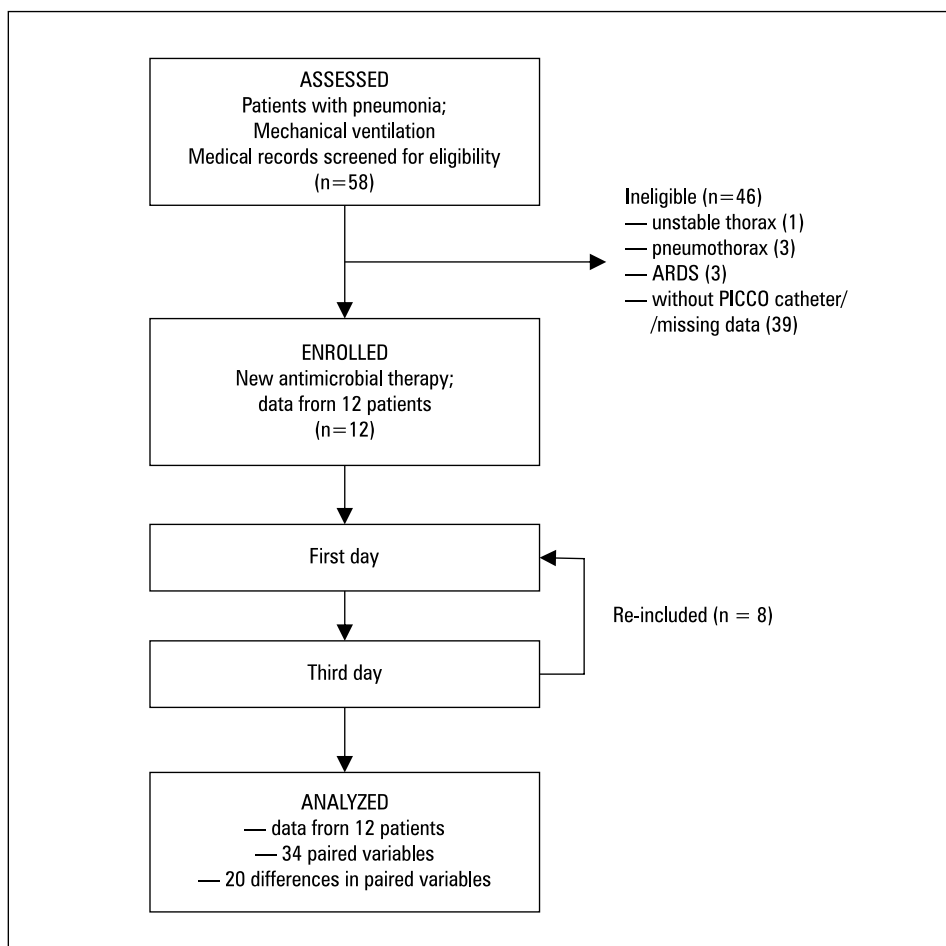 ASSESSED
Patients with pneumonia;
Mechanical ventilation
Medical records screened for eligibility
(n=58)
Ineligible (n=46)
— unstable thorax (1)
— pneumothorax (3)
— ARDS (3)
— without PICCO catheter/
/missing data (39)
ENROLLED
New antimicrobial therapy;
data from 12 patients
(n=12)
First day
Re-included (n = 8)
Third day
ANALYZED
— data from 12 patients
— 34 paired variables
— 20 differences in paired variables